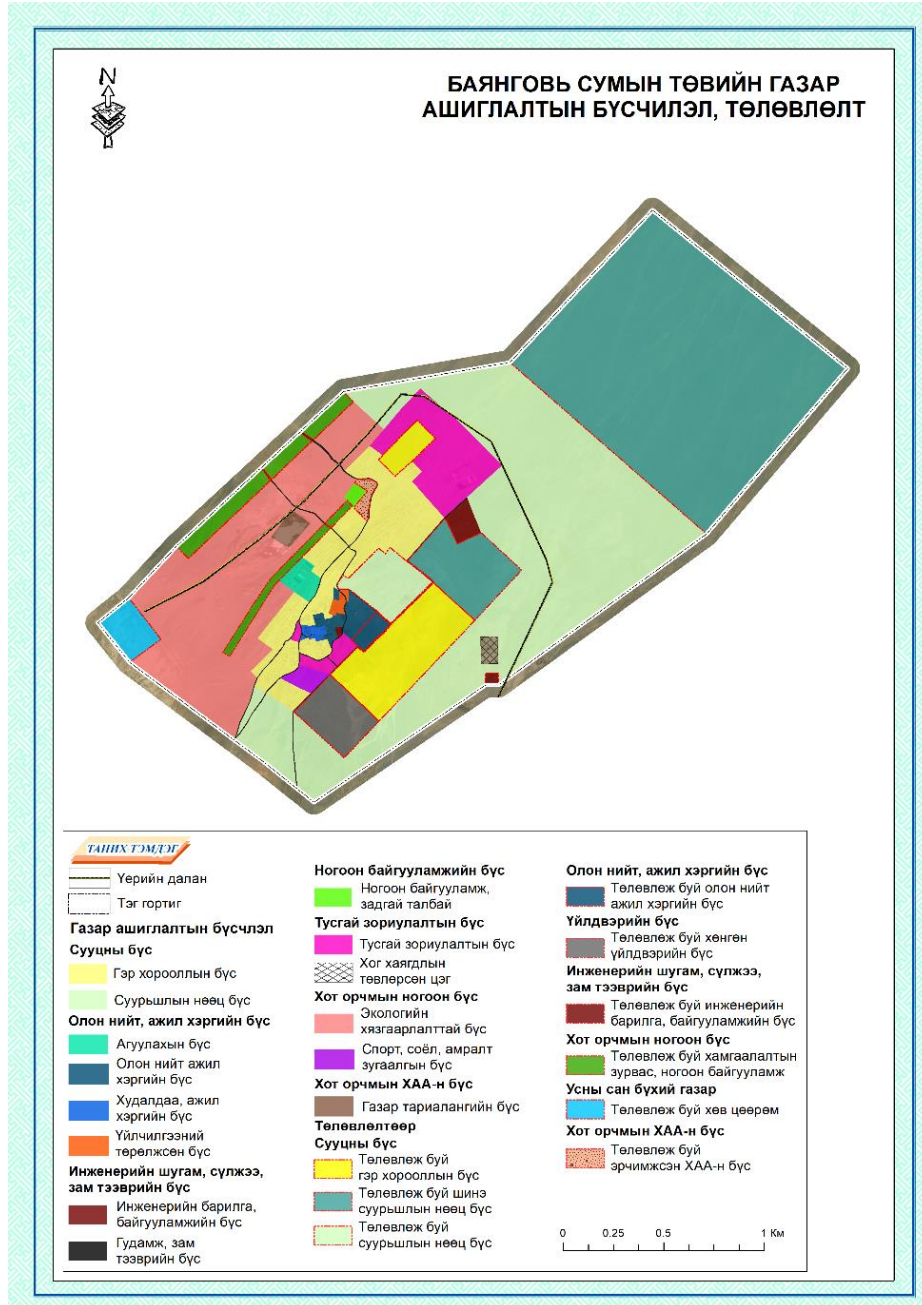 N
БАЯНГОВЬ СУМЫН ТӨВИЙН ГАЗАР
АШИГЛАЛТЫН БҮСЧИЛЭЛ, ТӨЛӨВЛӨЛТ
ТАНИХ ТЭМДЭГ
Үерийн далан
Тэг гортиг
Газар ашиглалтын бүсчлэл
Сууцны бүс
Гэр хорооллын бүс
Суурьшлын нөөц бүс
Олон нийт, ажил хэргийн бүс
Агуулахын бүс
Олон нийт ажил
хэргийн бүс
Худалдаа, ажил
хэргийн бүс
Үйлчилгээний
төрөлжсөн бүс
Инженерийн шугам, сүлжээ,
зам тээврийн бүс
Инженерийн барилга,
байгууламжийн бүс
Гудамж, зам
тээврийн бүс
Ногоон байгууламжийн бүс
Ногоон байгууламж,
задгай талбай
Тусгай зориулалтын бүс
Тусгай зориулалтын бүс
Хог хаягдлын
төвлөрсөн цэг
Хот орчмын ногоон бүс
Экологийн
хязгаарлалттай бүс
Спорт, соёл, амралт
зугаалгын бүс
Хот орчмын ХАА-н бүс
Газар тариалангийн бүс
Төлөвлөлтөөр
Сууцны бүс
Төлөвлөж буй
гэр хорооллын бүс
Төлөвлөж буй шинэ
суурьшлын нөөц бүс
Төлөвлөж буй
суурьшлын нөөц бүс
Олон нийт, ажил хэргийн бүс
Төлөвлөж буй олон нийт
ажил хэргийн бүс
Үйлдвэрийн бүс
Төлөвлөж буй хөнгөн
үйлдвэрийн бүс
Инженерийн шугам, сүлжээ,
зам тээврийн бүс
Төлөвлөж буй инженерийн
барилга, байгууламжийн бүс
Хот орчмын ногоон бүс
Төлөвлөж буй хамгаалалтын
зурвас, ногоон байгууламж
Усны сан бүхий газар
Төлөвлөж буй хөв цөөрөм
Хот орчмын ХАА-н бүс
Төлөвлөж буй
эрчимжсэн ХАА-н бүс
0 0.25 0.5 1 Км